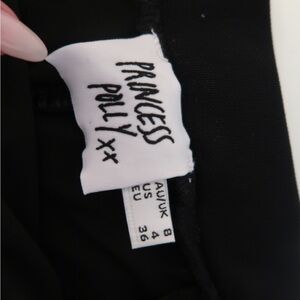 PRINCESS
POLLY xx
AU/UK 8
US 4
EU 36